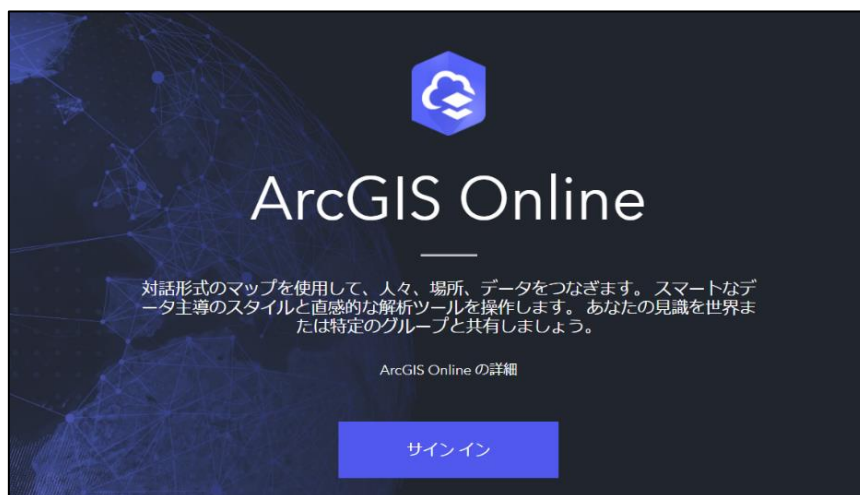 ArcGIS Online
対話形式のマップを使用して、人々、場所、データをつなぎます。 スマートなデ
ータ主導のスタイルと直感的な解析ツールを操作します。 あなたの見識を世界ま
たは特定のグループと共有しましょう。
ArcGIS Online の詳細
サイン イン